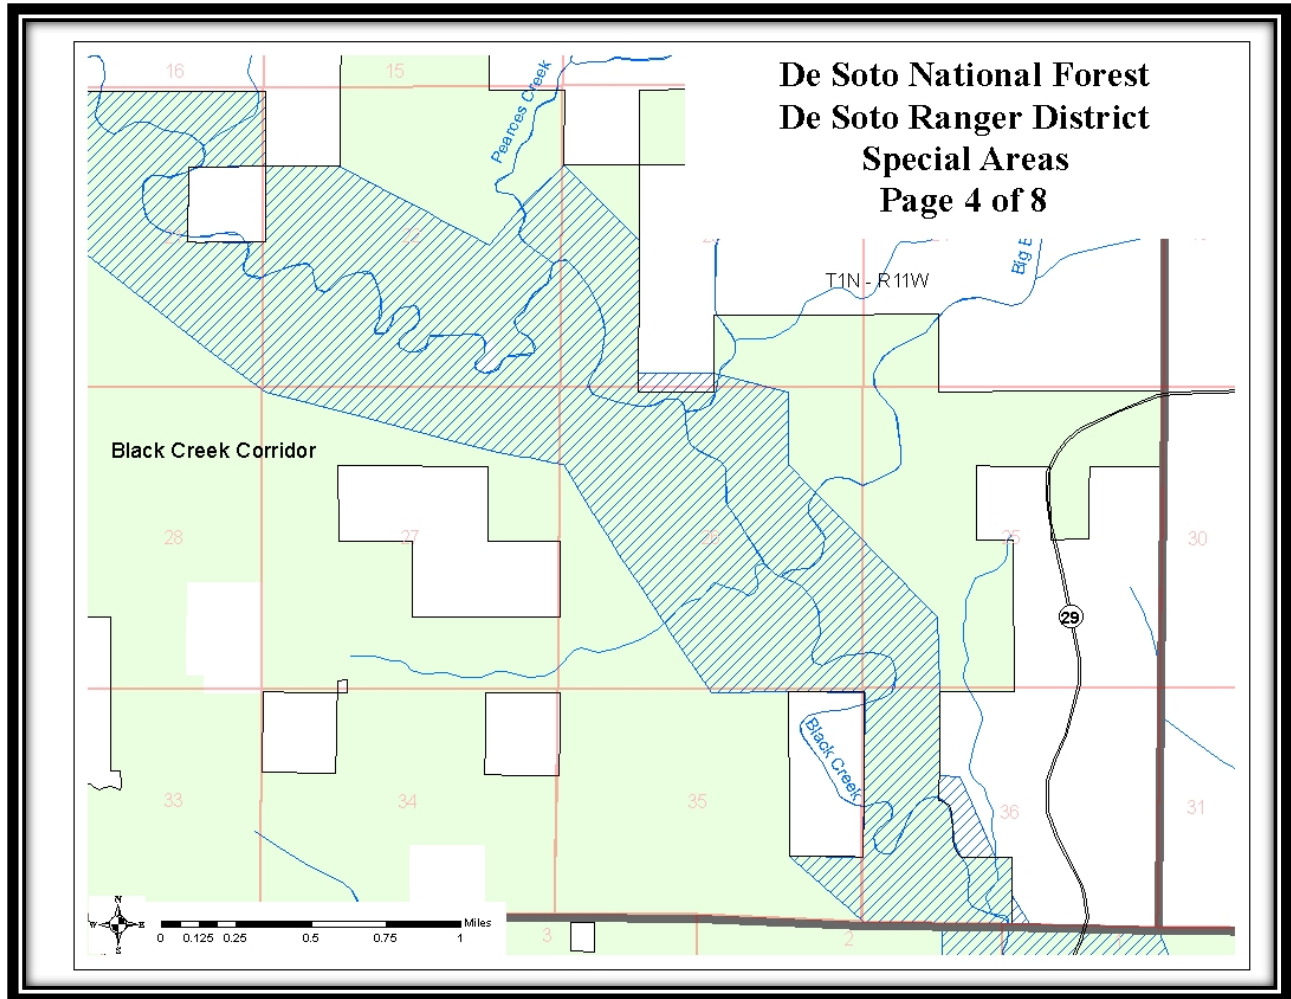 De Soto National Forest
De Soto Ranger District
Special Areas
Page 4 of 8
16
15
Pearces Creek
22
T1N - R11W
Big
Black Creek Corridor
28
27
26
25
30
29
Black Creek
33
34
35
36
31
N
W E
S
0 0.125 0.25 0.5 0.75 1 Miles
3
2